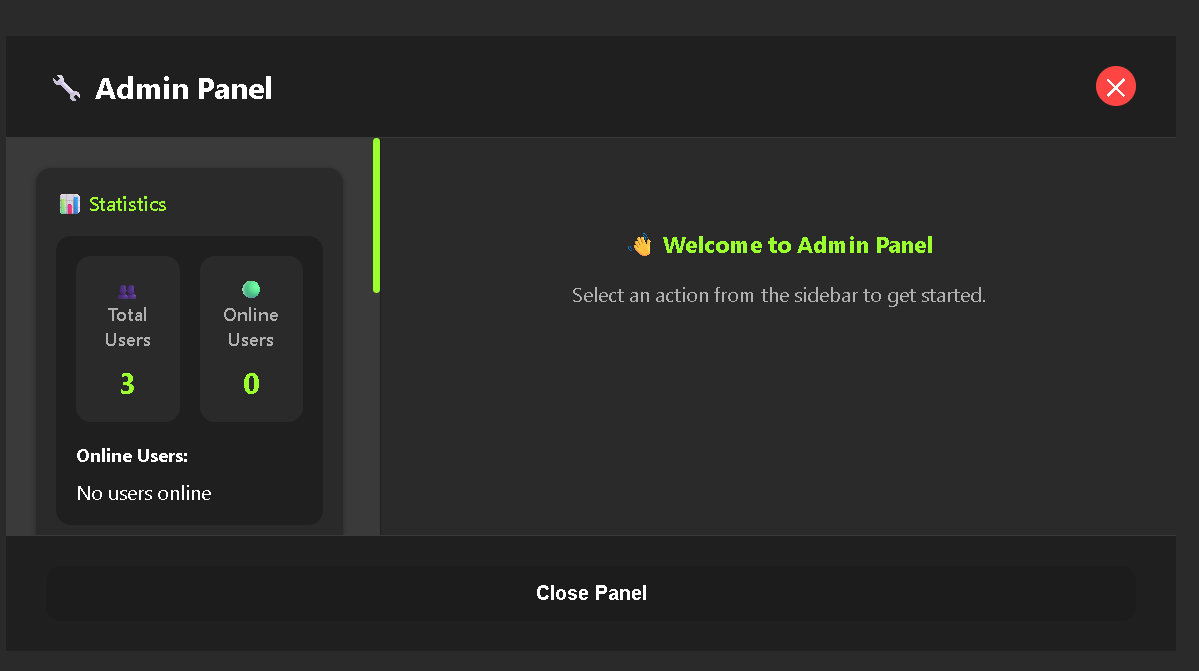 Admin Panel
Statistics
Total
Users
3
Online
Users
0
Online Users:
No users online
Welcome to Admin Panel
Select an action from the sidebar to get started.
Close Panel